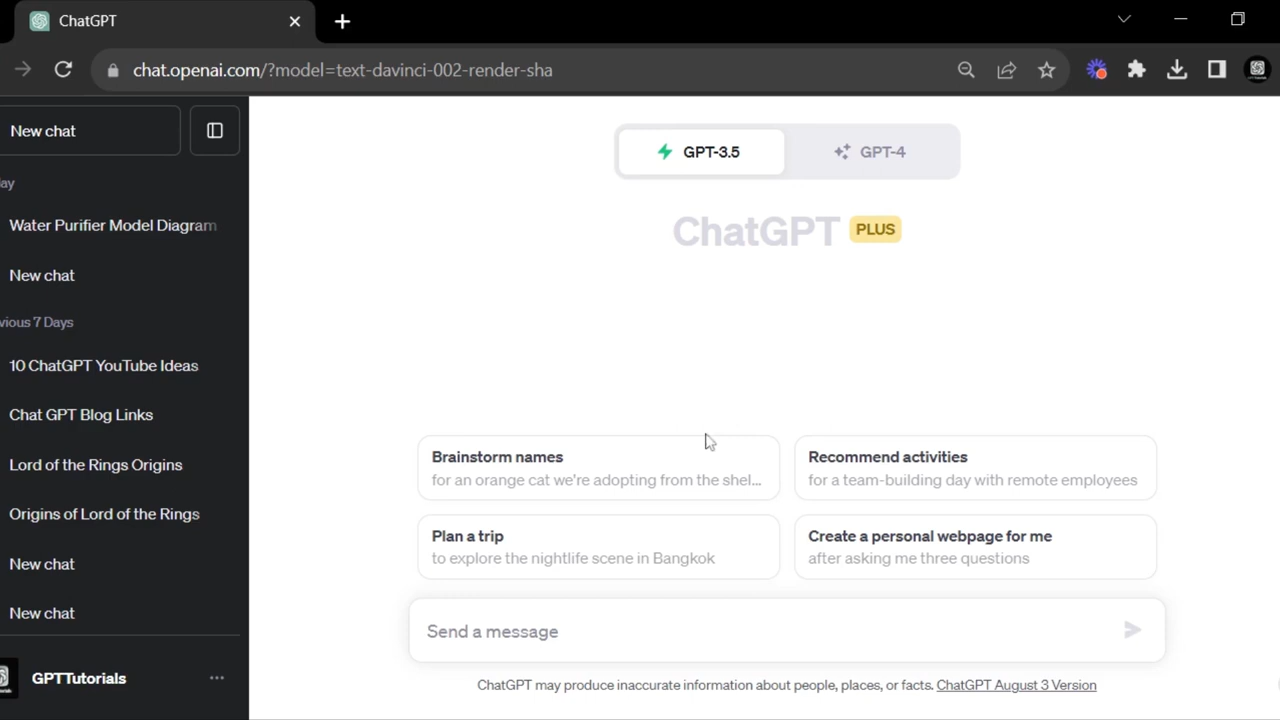 ChatGPT
chat.openai.com/?model=text-davinci-002-render-sha
New chat
ay
Water Purifier Model Diagram
New chat
vious 7 Days
10 ChatGPT YouTube Ideas
Chat GPT Blog Links
Lord of the Rings Origins
Origins of Lord of the Rings
New chat
New chat
GPTTutorials
GPT-3.5
GPT-4
ChatGPT PLUS
Brainstorm names
for an orange cat we're adopting from the shel...
Recommend activities
for a team-building day with remote employees
Plan a trip
to explore the nightlife scene in Bangkok
Create a personal webpage for me
after asking me three questions
Send a message
ChatGPT may produce inaccurate information about people, places, or facts. ChatGPT August 3 Version